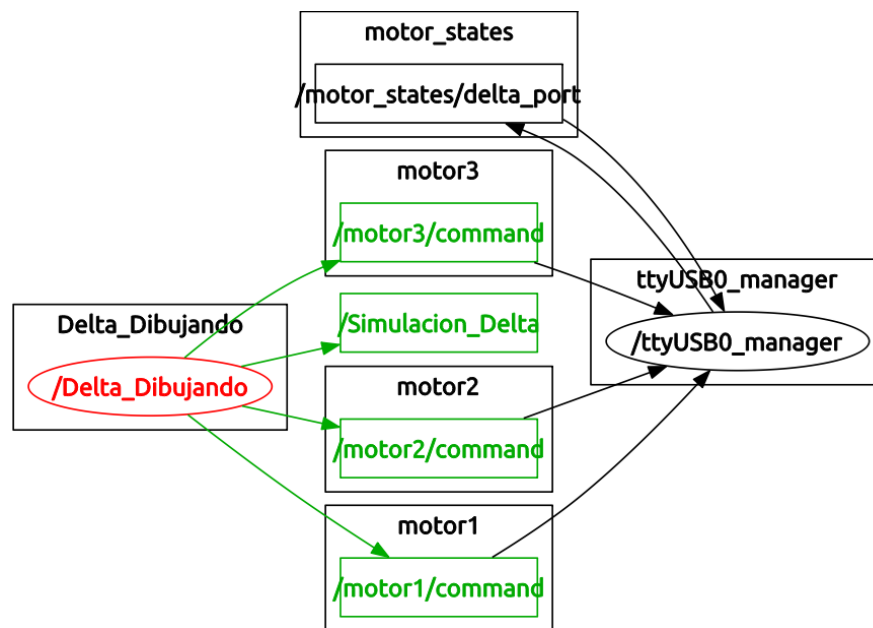 motor_states
/motor_states/delta_port
motor3
/motor3/command
ttyUSB0_manager
/ttyUSB0_manager
Delta_Dibujando
/Delta_Dibujando
/Simulacion_Delta
motor2
/motor2/command
motor1
/motor1/command